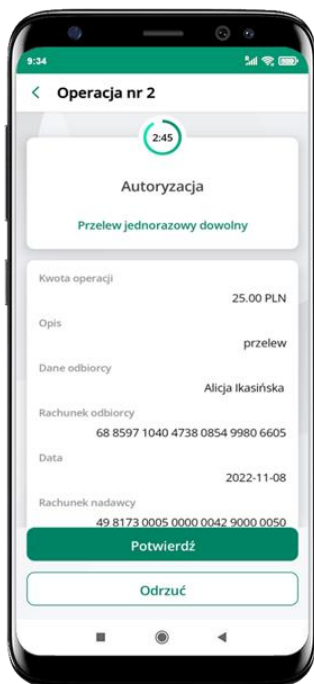 9:34
Operacja nr 2
2:45
Autoryzacja
Przelew jednorazowy dowolny
Kwota operacji
25.00 PLN
Opis
przelew
Dane odbiorcy
Alicja Ikasińska
Rachunek odbiorcy
68 8597 1040 4738 0854 9980 6605
Data
2022-11-08
Rachunek nadawcy
49 8173 0005 0000 0042 9000 0050
Potwierdź
Odrzuć